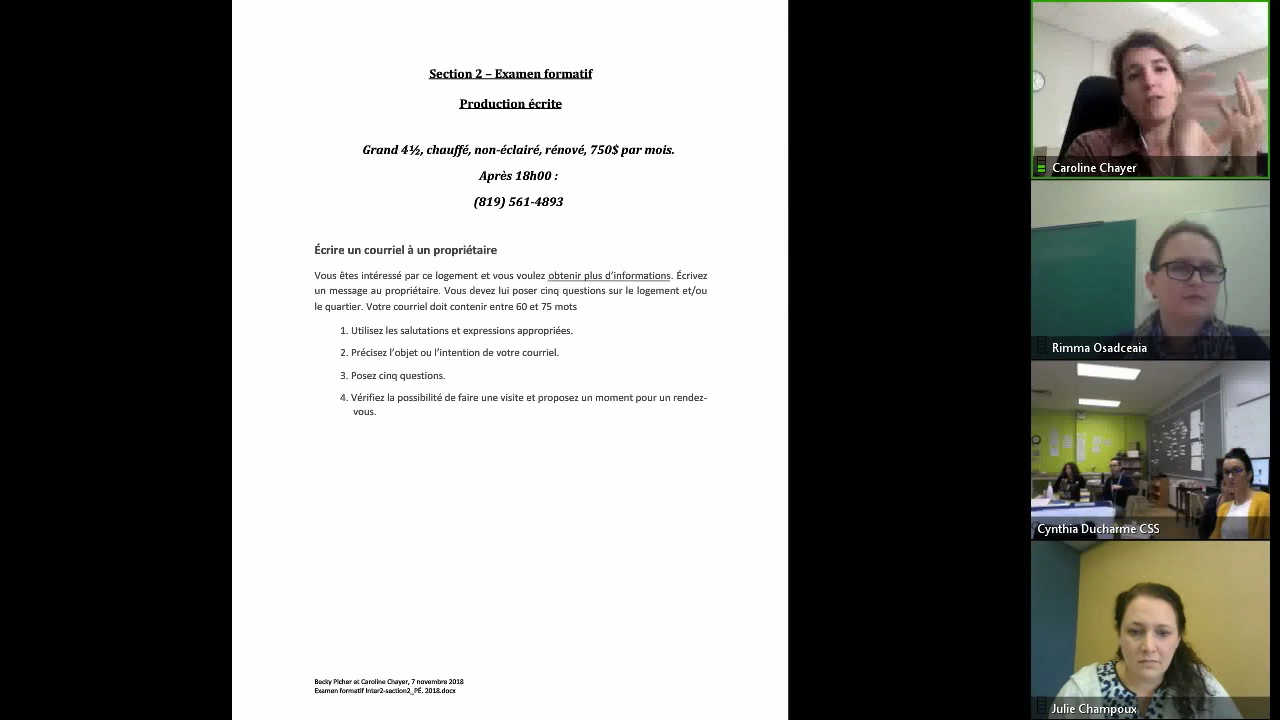 Section 2 – Examen formatif
Production écrite
Grand 4½, chauffé, non-éclairé, rénové, 750$ par mois.
Après 18h00 :
(819) 561-4893
Écrire un courriel à un propriétaire
Vous êtes intéressé par ce logement et vous voulez obtenir plus d'informations. Écrivez
un message au propriétaire. Vous devez lui poser cinq questions sur le logement et/ou
le quartier. Votre courriel doit contenir entre 60 et 75 mots
1. Utilisez les salutations et expressions appropriées.
2. Précisez l'objet ou l'intention de votre courriel.
3. Posez cinq questions.
4. Vérifiez la possibilité de faire une visite et proposez un moment pour un rendez-
vous.
Becky Picher et Caroline Chayer, 7 novembre 2018
Examen formatif Inter2-section2_PÉ. 2018.docx
Caroline Chayer
Rimma Osadceaia
Cynthia Ducharme CSS
Julie Champoux